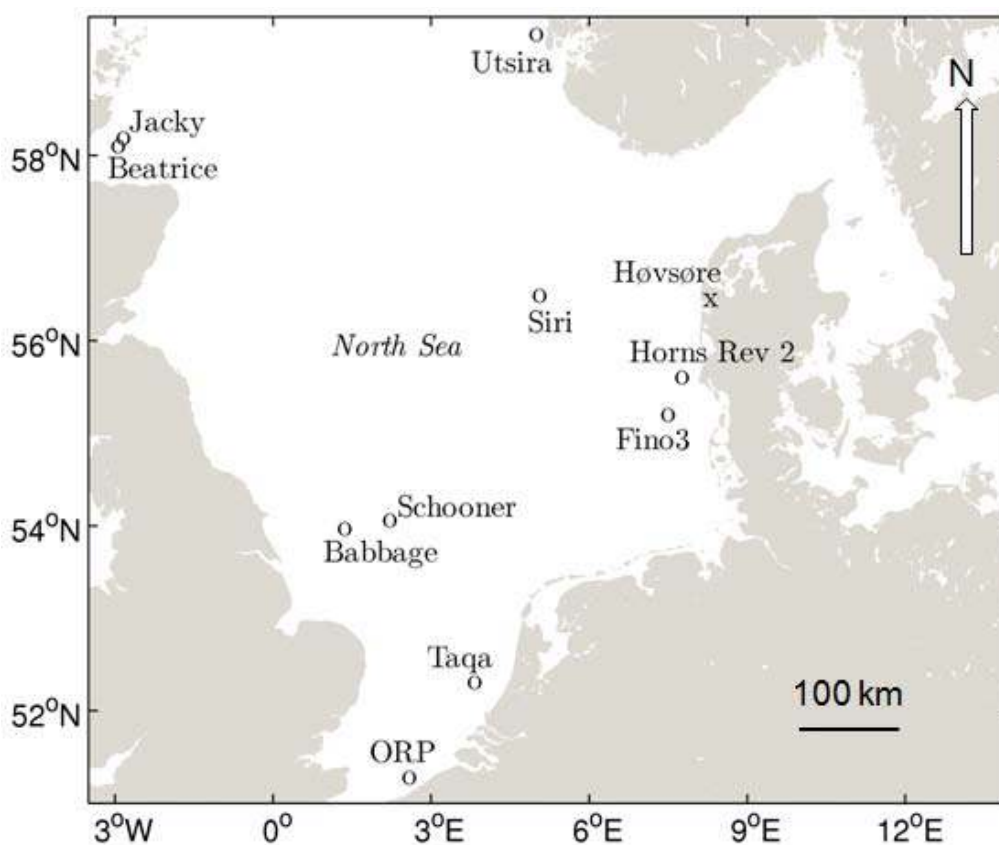 Utsira
N
Jacky
58°N
Beatrice
Høvsøre
x
Siri
56°N
North Sea
Horns Rev 2
Fino3
Schooner
54°N
Babbage
Taqa
100 km
52°N
ORP
3°W 0° 3°E 6°E 9°E 12°E